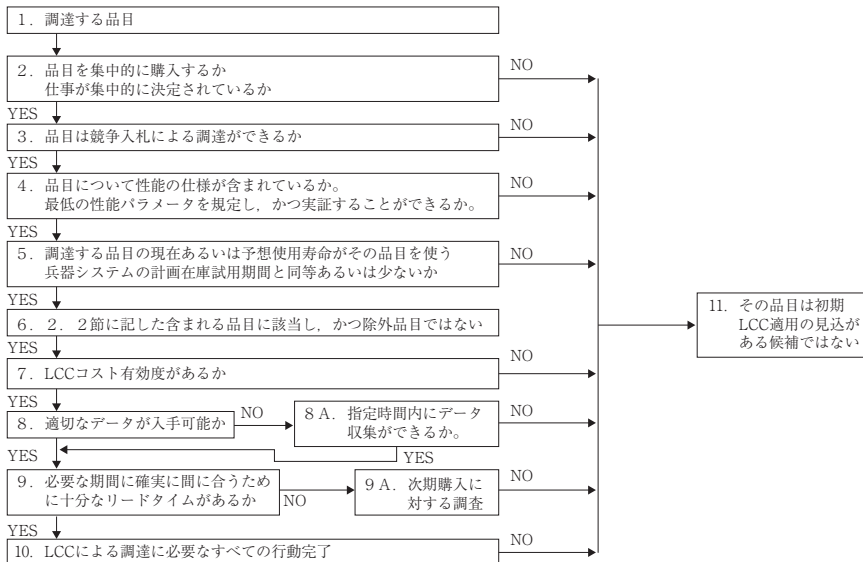 1．調達する品目
2．品目を集中的に購入するか
仕事が集中的に決定されているか
NO
YES
3．品目は競争入札による調達ができるか
NO
YES
4．品目について性能の仕様が含まれているか。
最低の性能パラメータを規定し，かつ実証することができるか。
NO
YES
5．調達する品目の現在あるいは予想使用寿命がその品目を使う
兵器システムの計画在庫試用期間と同等あるいは少ないか
NO
YES
6．2．2節に記した含まれる品目に該当し，かつ除外品目ではない
YES
7．LCCコスト有効度があるか
NO
YES
8．適切なデータが入手可能か
NO
8A．指定時間内にデータ
収集ができるか。
NO
YES
YES
9．必要な期間に確実に間に合うため
に十分なリードタイムがあるか
NO
9A．次期購入に
対する調査
NO
YES
10．LCCによる調達に必要なすべての行動完了
NO
11．その品目は初期
LCC適用の見込が
ある候補ではない